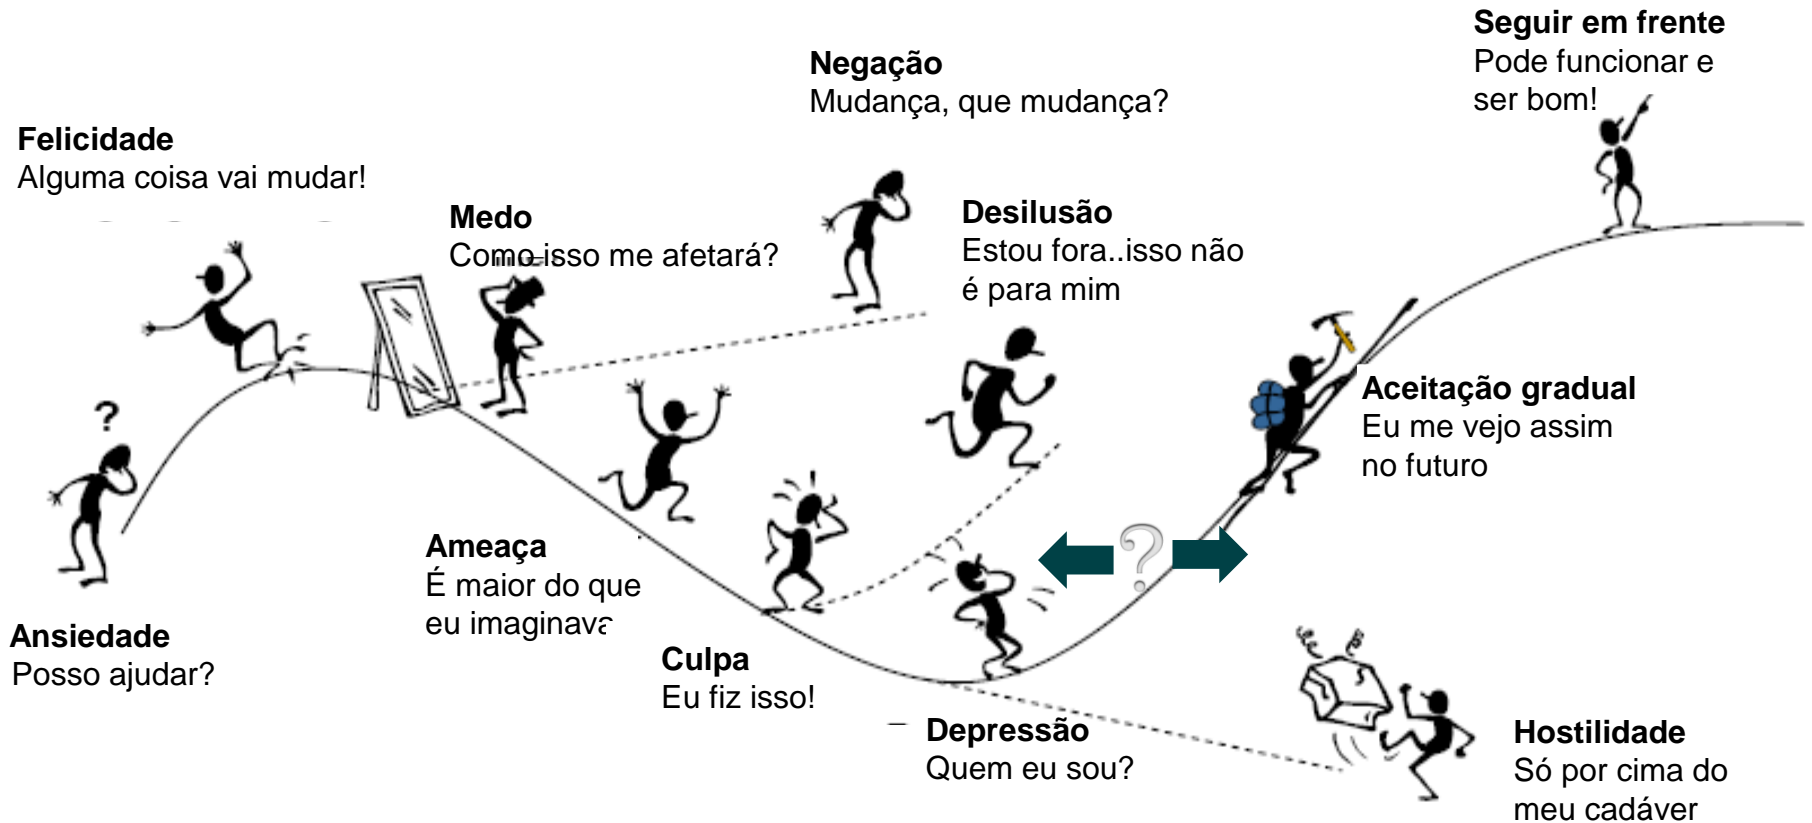 Felicidade
Alguma coisa vai mudar!
Ansiedade
Posso ajudar?
?
Medo
Como isso me afetará?
Ameaça
É maior do que
eu imaginava
Negação
Mudança, que mudança?
Culpa
Eu fiz isso!
Desilusão
Estou fora..isso não
é para mim
Depressão
Quem eu sou?
?
Hostilidade
Só por cima do
meu cadáver
Aceitação gradual
Eu me vejo assim
no futuro
Seguir em frente
Pode funcionar e
ser bom!